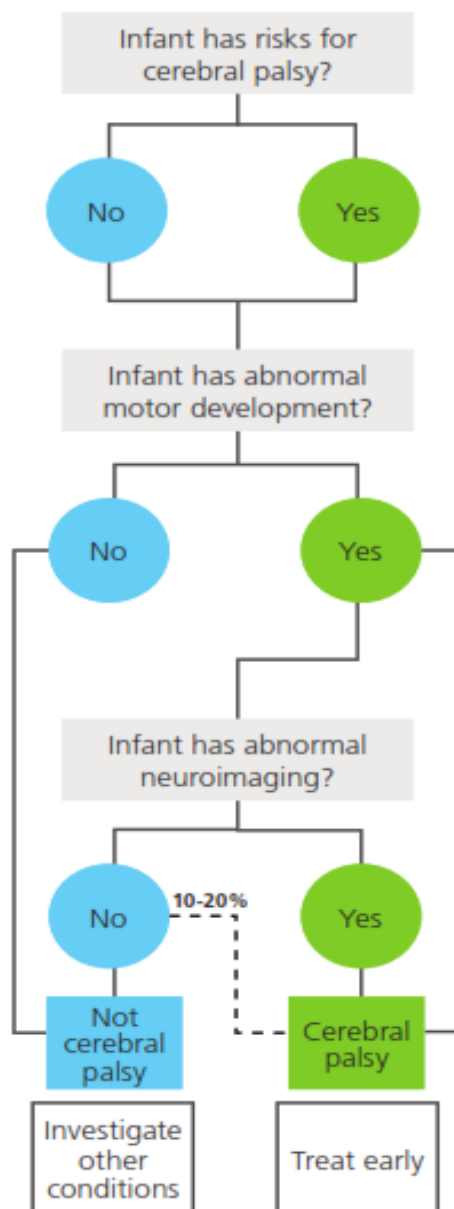 Infant has risks for
cerebral palsy?
No
Yes
Infant has abnormal
motor development?
No
Yes
Infant has abnormal
neuroimaging?
No
10-20%
Yes
Not
cerebral
palsy
Cerebral
palsy
Investigate
other
conditions
Treat early